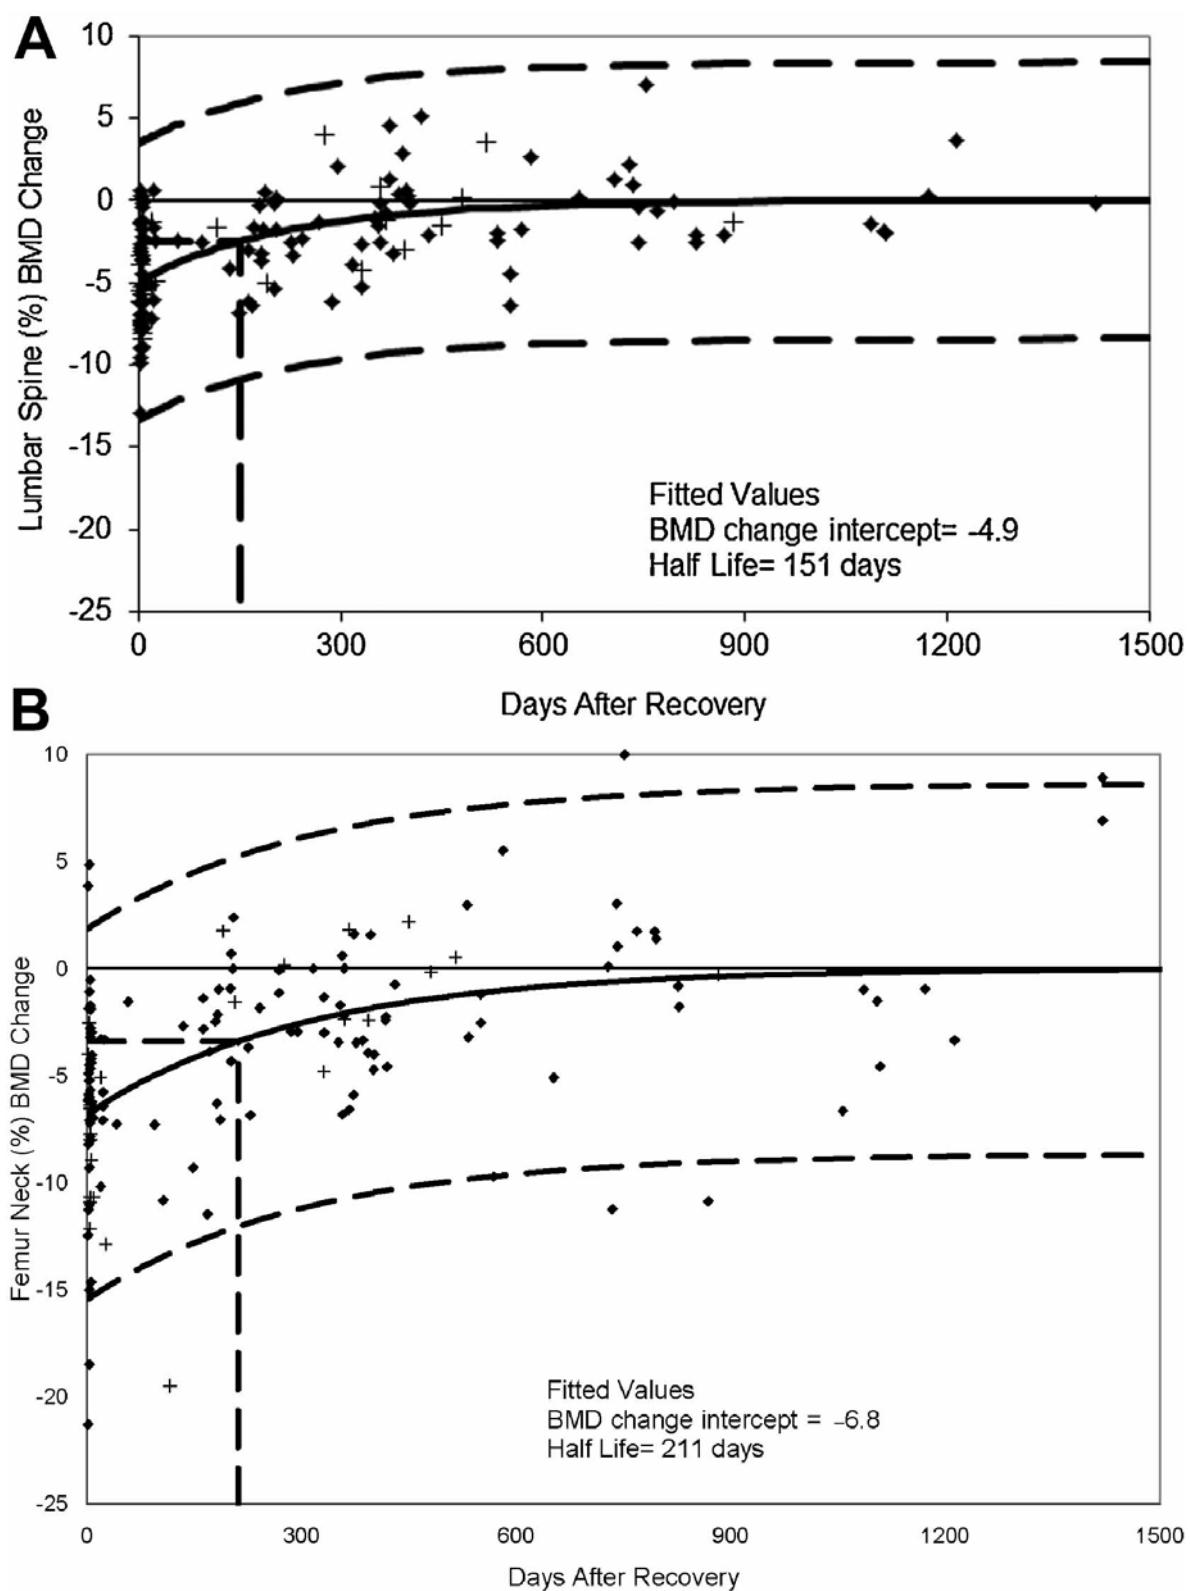 A
10
5
0
-5
-10
-15
-20
-25
Lumbar Spine (%) BMD Change
Fitted Values
BMD change intercept= -4.9
Half Life= 151 days
0 300 600 900 1200 1500
Days After Recovery
B
10
5
0
-5
-10
-15
-20
-25
Femur Neck (%) BMD Change
Fitted Values
BMD change intercept = -6.8
Half Life= 211 days
0 300 600 900 1200 1500
Days After Recovery